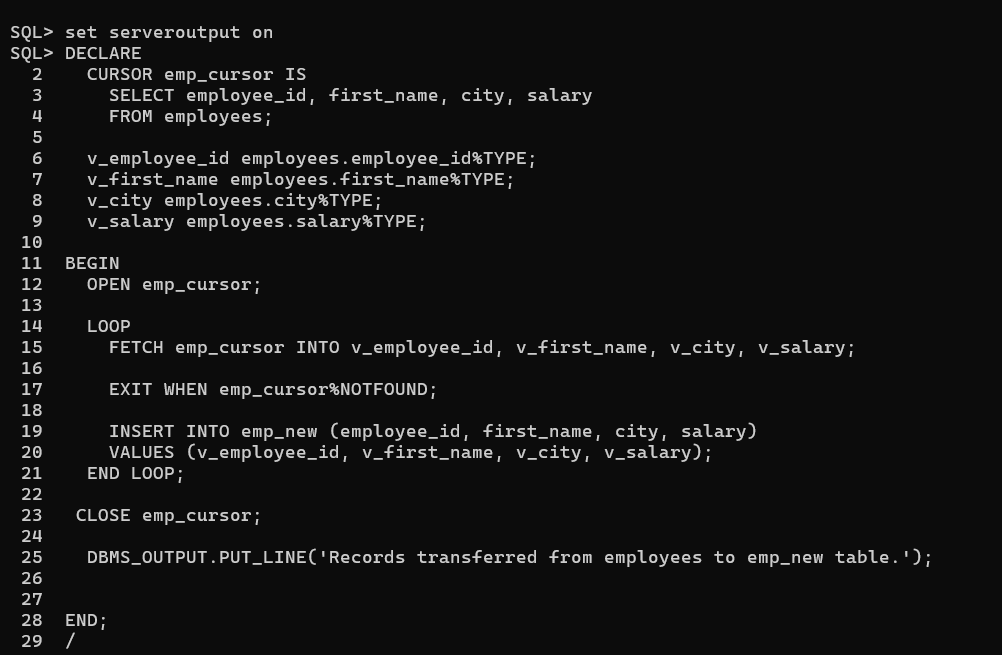 SQL> set serveroutput on
SQL> DECLARE
  2    CURSOR emp_cursor IS
  3      SELECT employee_id, first_name, city, salary
  4      FROM employees;
  5
  6    v_employee_id employees.employee_id%TYPE;
  7    v_first_name employees.first_name%TYPE;
  8    v_city employees.city%TYPE;
  9    v_salary employees.salary%TYPE;
 10
 11  BEGIN
 12    OPEN emp_cursor;
 13
 14    LOOP
 15      FETCH emp_cursor INTO v_employee_id, v_first_name, v_city, v_salary;
 16
 17      EXIT WHEN emp_cursor%NOTFOUND;
 18
 19      INSERT INTO emp_new (employee_id, first_name, city, salary)
 20      VALUES (v_employee_id, v_first_name, v_city, v_salary);
 21    END LOOP;
 22
 23   CLOSE emp_cursor;
 24
 25    DBMS_OUTPUT.PUT_LINE('Records transferred from employees to emp_new table.');
 26
 27
 28  END;
 29  /